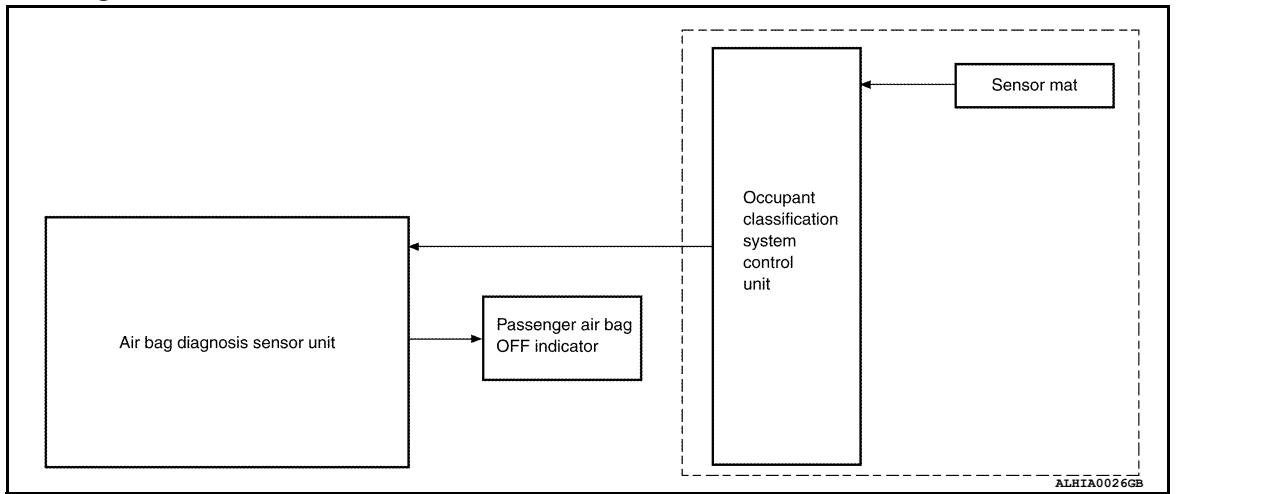 Sensor mat
Occupant
classification
system
control
unit
Air bag diagnosis sensor unit
Passenger air bag
OFF indicator
ALHIA0026GB